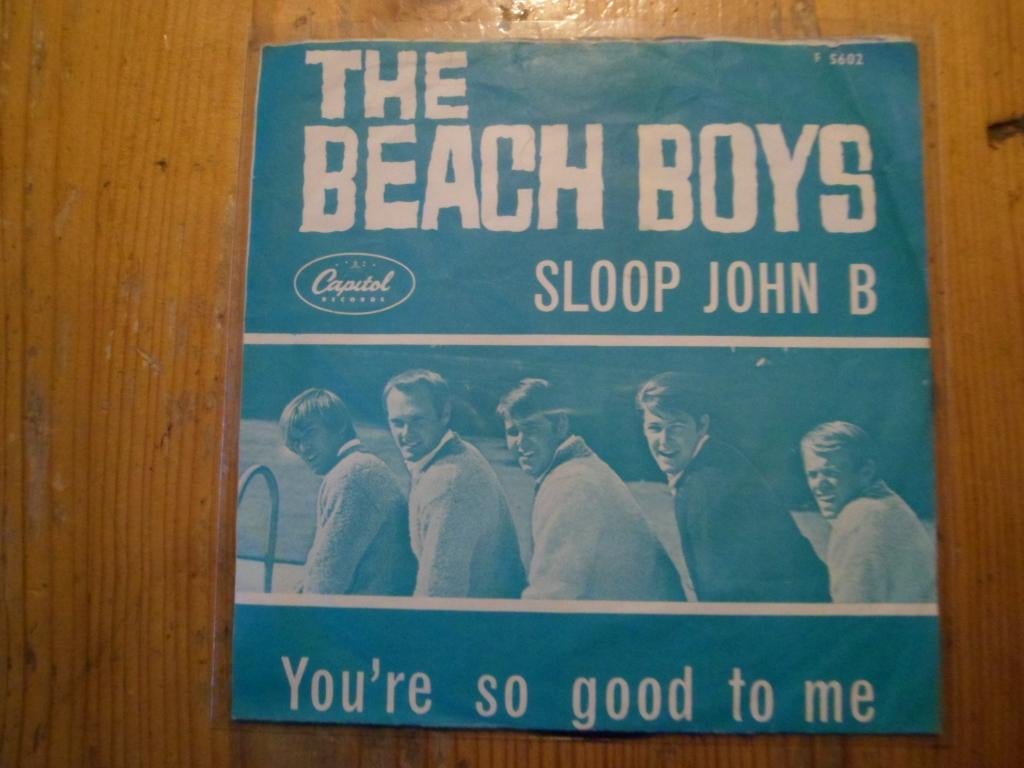 F 5602
THE
BEACH BOYS
Capitol
RECORDS
SLOOP JOHN B
You're so good to me